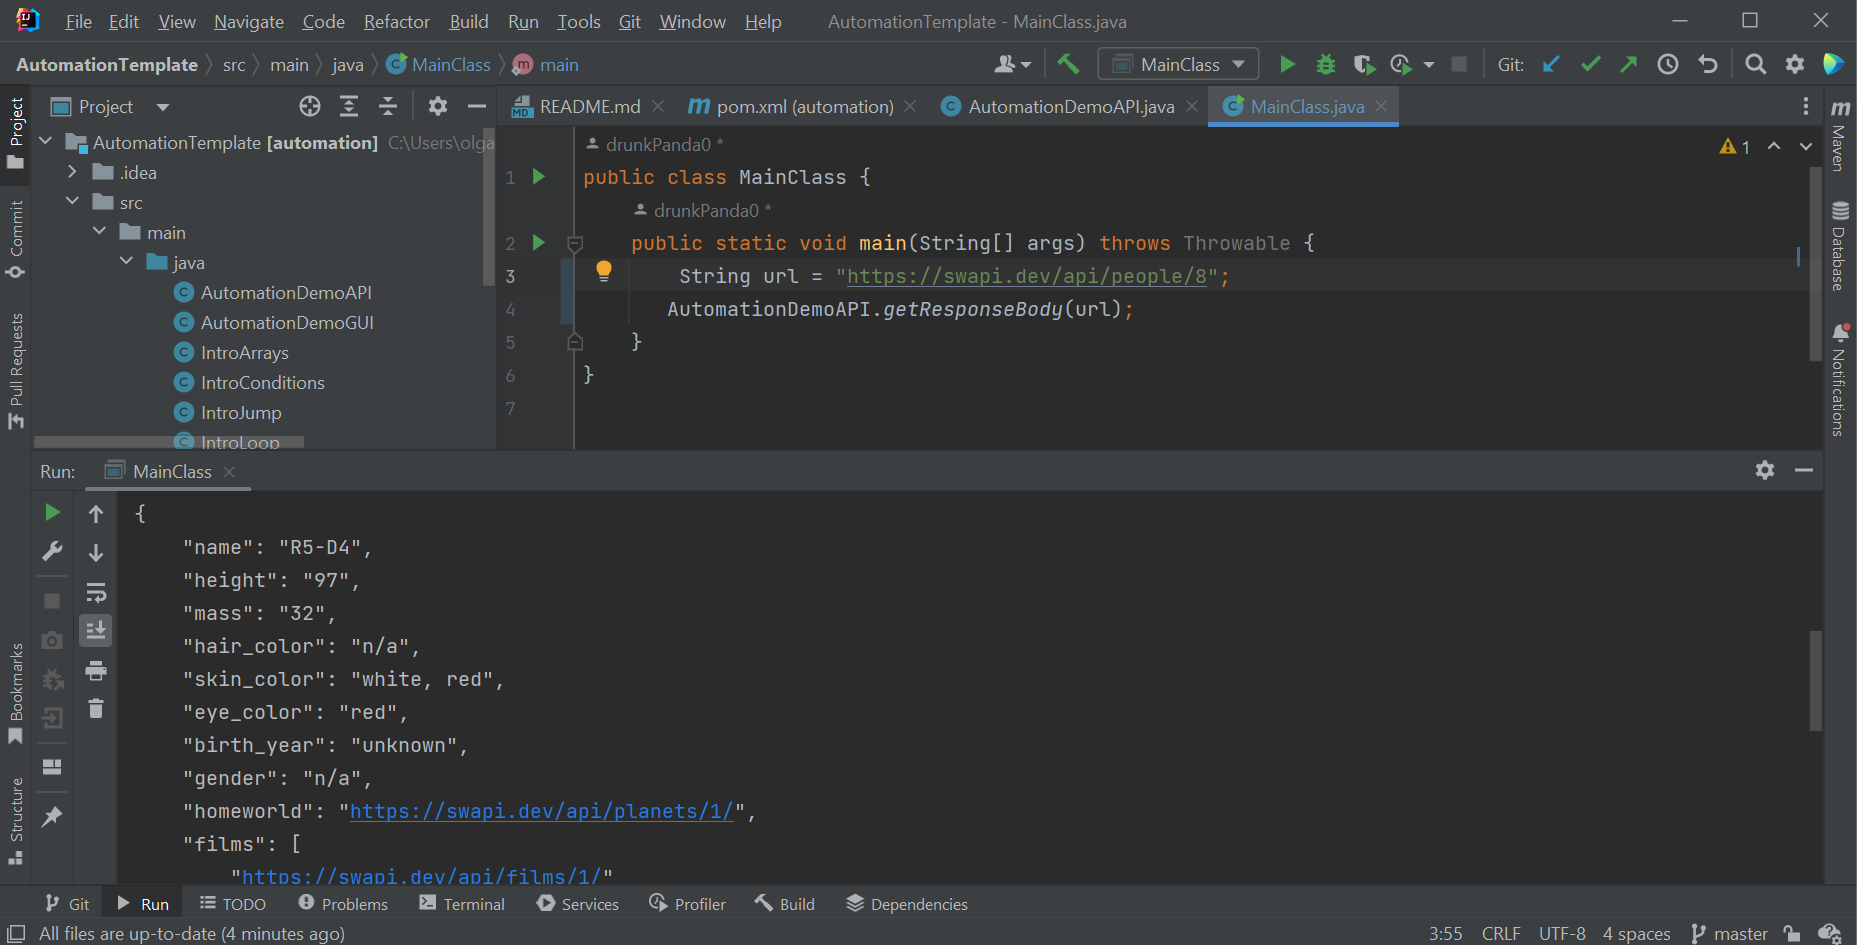 File Edit View Navigate Code Refactor Build Run Tools Git Window Help AutomationTemplate - MainClass.java
AutomationTemplate src main java MainClass main MainClass Git:
Project README.md pom.xml (automation) AutomationDemoAPI.java MainClass.java
AutomationTemplate [automation] C:\Users\olga
.idea
src
main
java
AutomationDemoAPI
AutomationDemoGUI
IntroArrays
IntroConditions
IntroJump
IntroLoop
drunkPanda0 *
1
1 public class MainClass {
drunkPanda0 *
2 public static void main(String[] args) throws Throwable {
3 String url = "https://swapi.dev/api/people/8";
4 AutomationDemoAPI.getResponseBody(url);
5 }
6 }
7
Project
Commit
Pull Requests
Bookmarks
Structure
Maven
Database
Notifications
Run: MainClass
{
"name": "R5-D4",
"height": "97",
"mass": "32",
"hair_color": "n/a",
"skin_color": "white, red",
"eye_color": "red",
"birth_year": "unknown",
"gender": "n/a",
"homeworld": "https://swapi.dev/api/planets/1/",
"films": [
"https://swapi.dev/api/films/1/"
Git Run TODO Problems Terminal Services Profiler Build Dependencies
All files are up-to-date (4 minutes ago) 3:55 CRLF UTF-8 4 spaces master